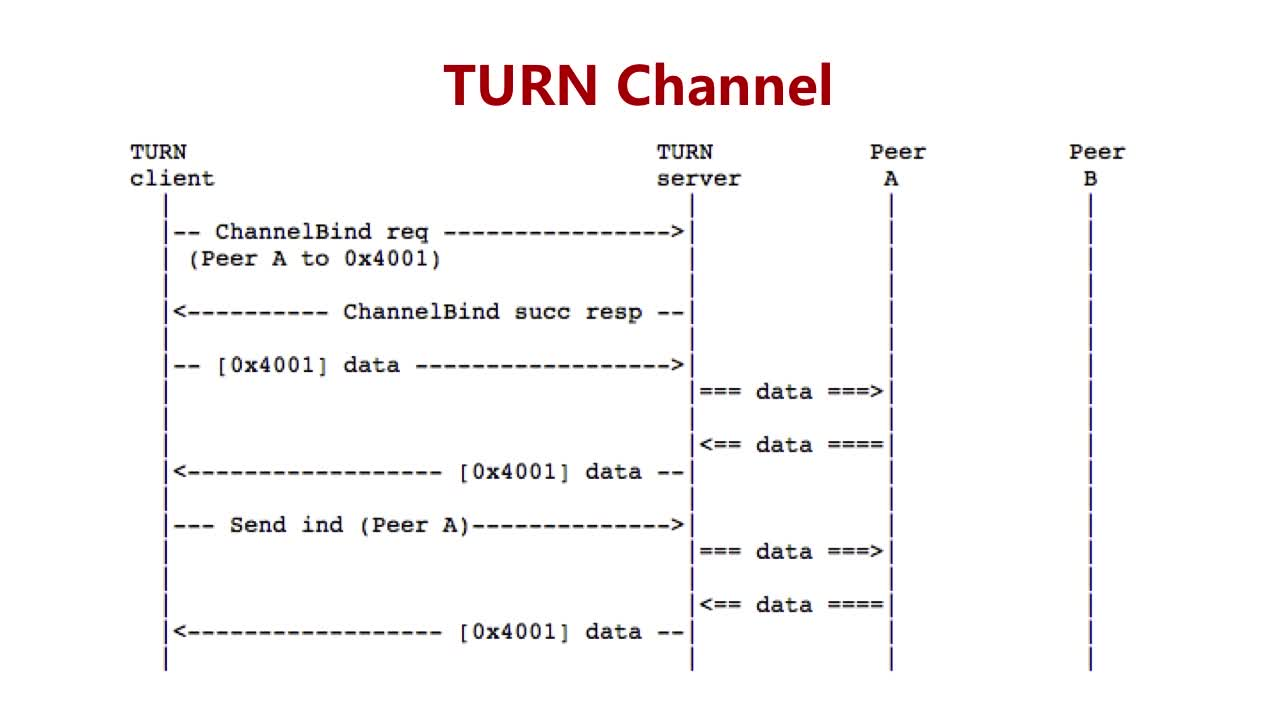 TURN Channel
TURN TURN Peer Peer
client server A B
|-- ChannelBind req ---------------->|
| (Peer A to 0x4001)
|<---------- ChannelBind succ resp --|
|-- [0x4001] data ------------------>|
|=== data ===>|
|<== data ====|
|<------------------ [0x4001] data --|
|--- Send ind (Peer A)-------------->|
|=== data ===>|
|<== data ====|
|<------------------ [0x4001] data --|